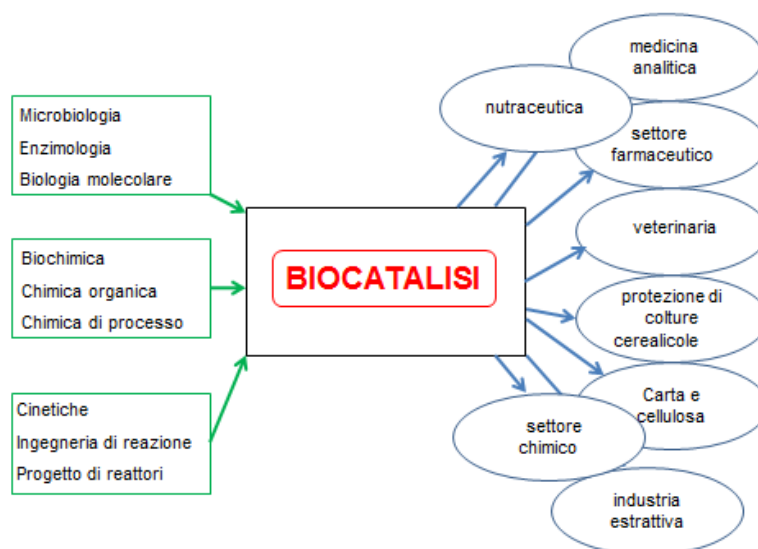 Microbiologia
Enzimologia
Biologia molecolare
Biochimica
Chimica organica
Chimica di processo
Cinetiche
Ingegneria di reazione
Progetto di reattori
BIOCATALISI
medicina
analitica
nutraceutica
settore
farmaceutico
veterinaria
protezione di
colture
cerealicole
Carta e
cellulosa
settore
chimico
industria
estrattiva